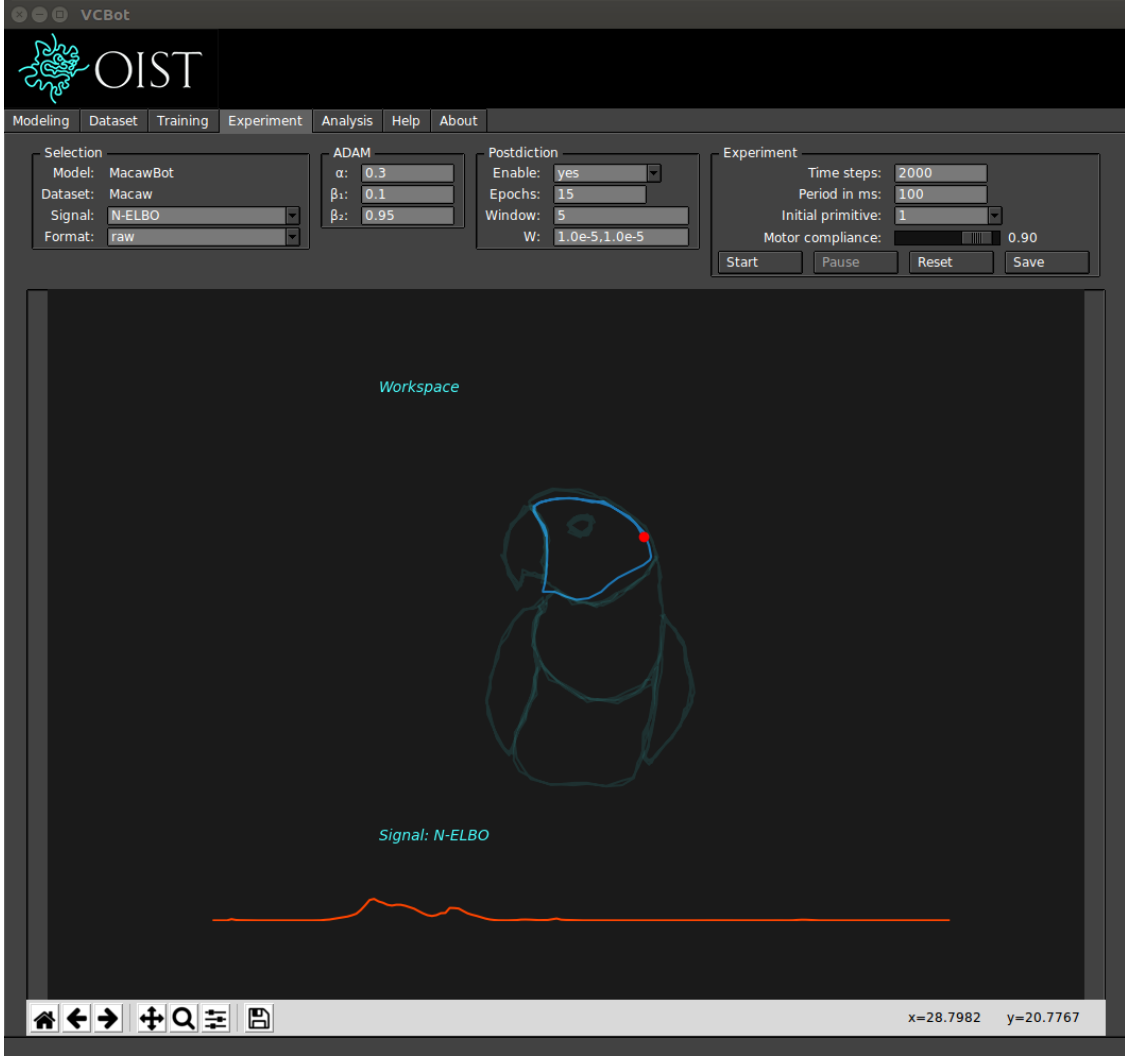 VCBot
OIST
Modeling Dataset Training Experiment Analysis Help About
Selection
Model: MacawBot
Dataset: Macaw
Signal: N-ELBO
Format: raw
ADAM
α: 0.3
β₁: 0.1
β₂: 0.95
Postdiction
Enable: yes
Epochs: 15
Window: 5
W: 1.0e-5,1.0e-5
Experiment
Time steps: 2000
Period in ms: 100
Initial primitive: 1
Motor compliance: 0.90
Start Pause Reset Save
Workspace
Signal: N-ELBO
x=28.7982 y=20.7767